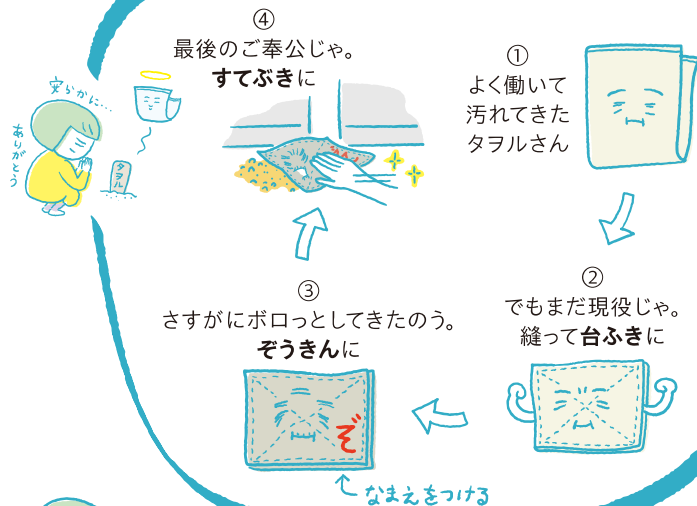 ①
よく働いて
汚れてきた
タヲルさん
②
でもまだ現役じゃ。
縫って台ふきに
③
さすがにボロっとしてきたのう。
ぞうきんに
ぞ
なまえをつける
④
最後のご奉公じゃ。
すてぶきに
安らかに…
ありがとう
タヲル